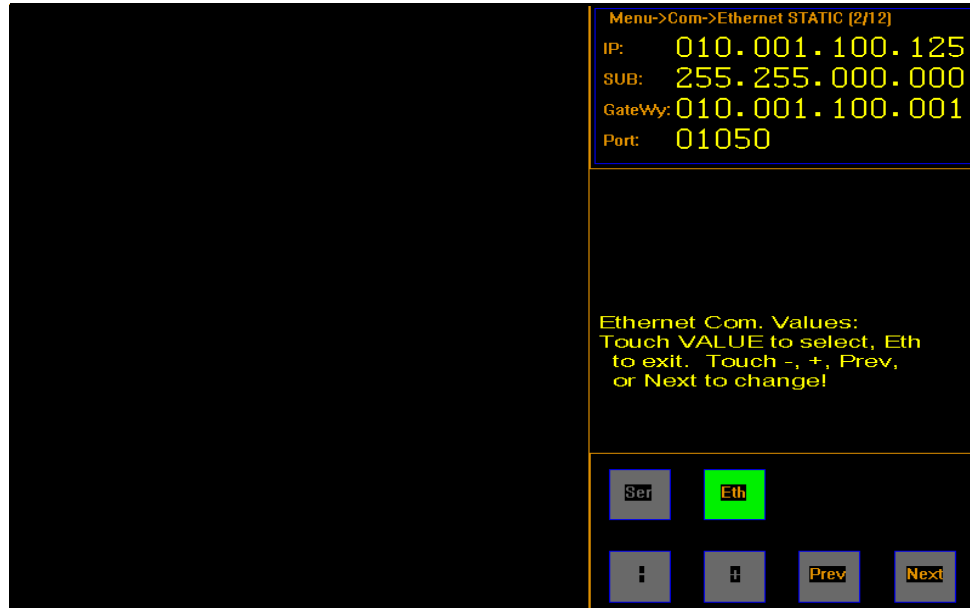 Menu->Com->Ethernet STATIC (2/12)
IP: 010.001.100.125
SUB: 255.255.000.000
GateWy: 010.001.100.001
Port: 01050
Ethernet Com. Values:
Touch VALUE to select, Eth
to exit. Touch -, +, Prev,
or Next to change!
Ser Eth
- + Prev Next